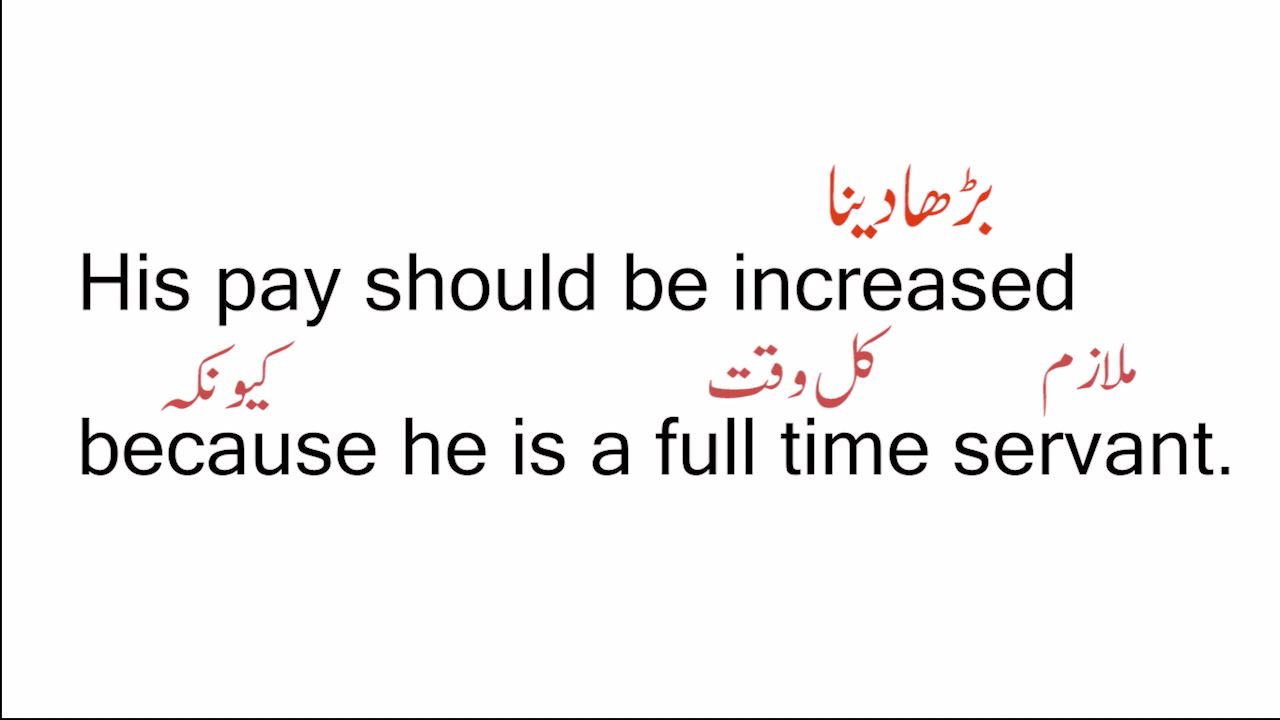 بڑھا دینا
His pay should be increased
کیونکہ کل وقت ملازم
because he is a full time servant.